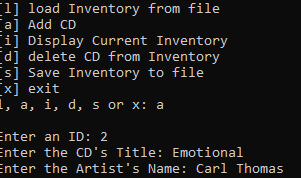 [l] load Inventory from file
[a] Add CD
[i] Display Current Inventory
[d] delete CD from Inventory
[s] Save Inventory to file
[x] exit
l, a, i, d, s or x: a

Enter an ID: 2
Enter the CD's Title: Emotional
Enter the Artist's Name: Carl Thomas